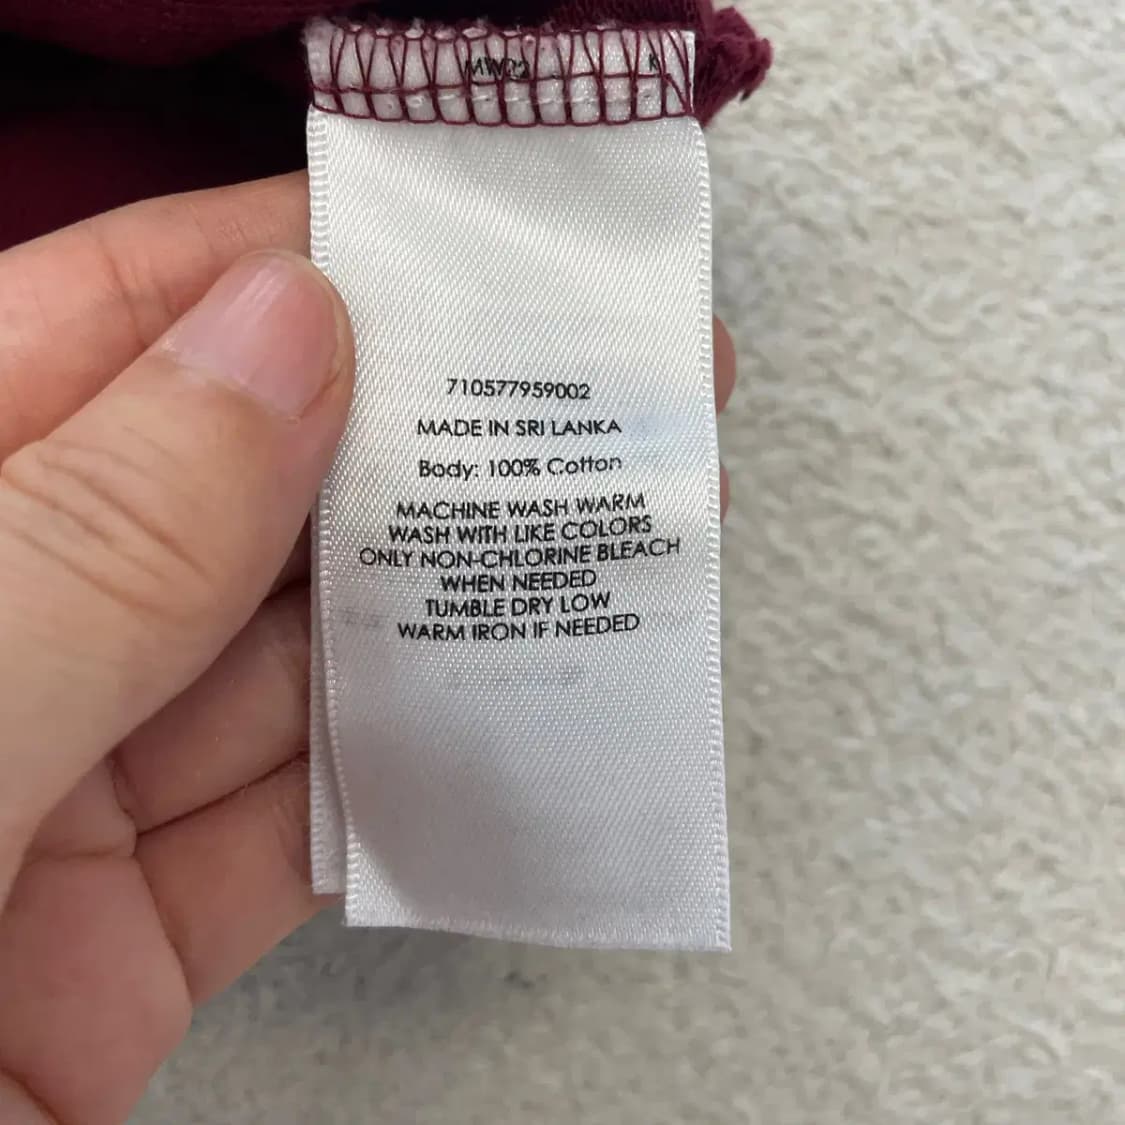 710577959002
MADE IN SRI LANKA
Body: 100% Cotton
MACHINE WASH WARM
WASH WITH LIKE COLORS
ONLY NON-CHLORINE BLEACH
WHEN NEEDED
TUMBLE DRY LOW
WARM IRON IF NEEDED